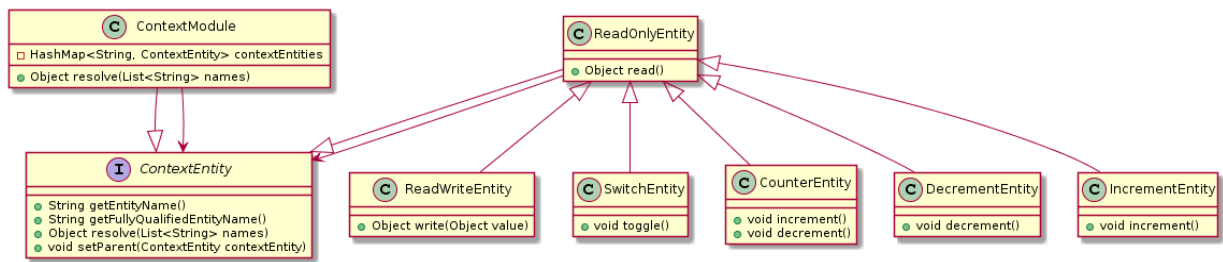 C ContextModule
HashMap<String, ContextEntity> contextEntities
Object resolve(List<String> names)
C ReadOnlyEntity
Object read()
I ContextEntity
String getEntityName()
String getFullyQualifiedEntityName()
Object resolve(List<String> names)
void setParent(ContextEntity contextEntity)
C ReadWriteEntity
Object write(Object value)
C SwitchEntity
void toggle()
C CounterEntity
void increment()
void decrement()
C DecrementEntity
void decrement()
C IncrementEntity
void increment()